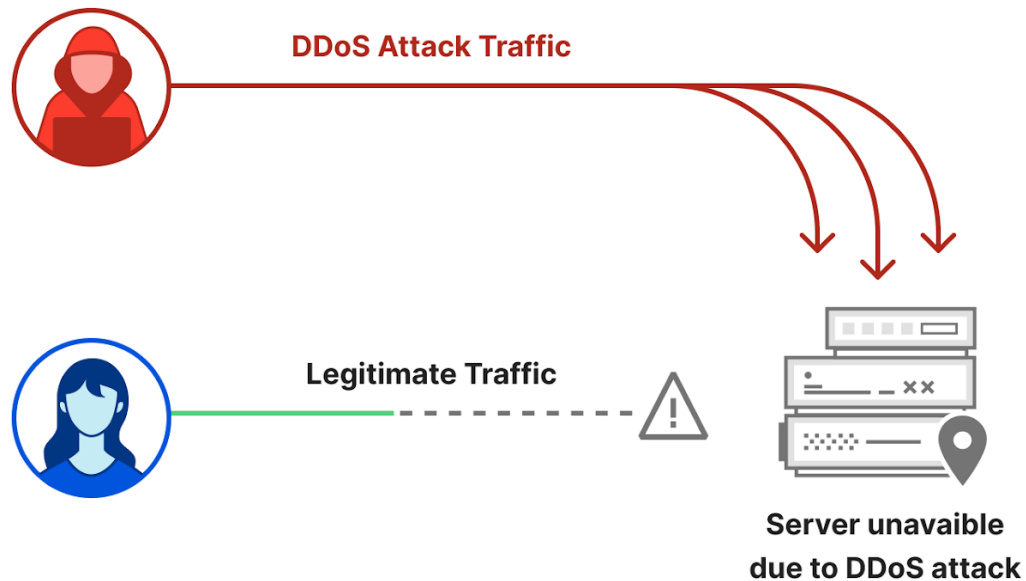 DDoS Attack Traffic
Legitimate Traffic
Server unavaible
due to DDoS attack